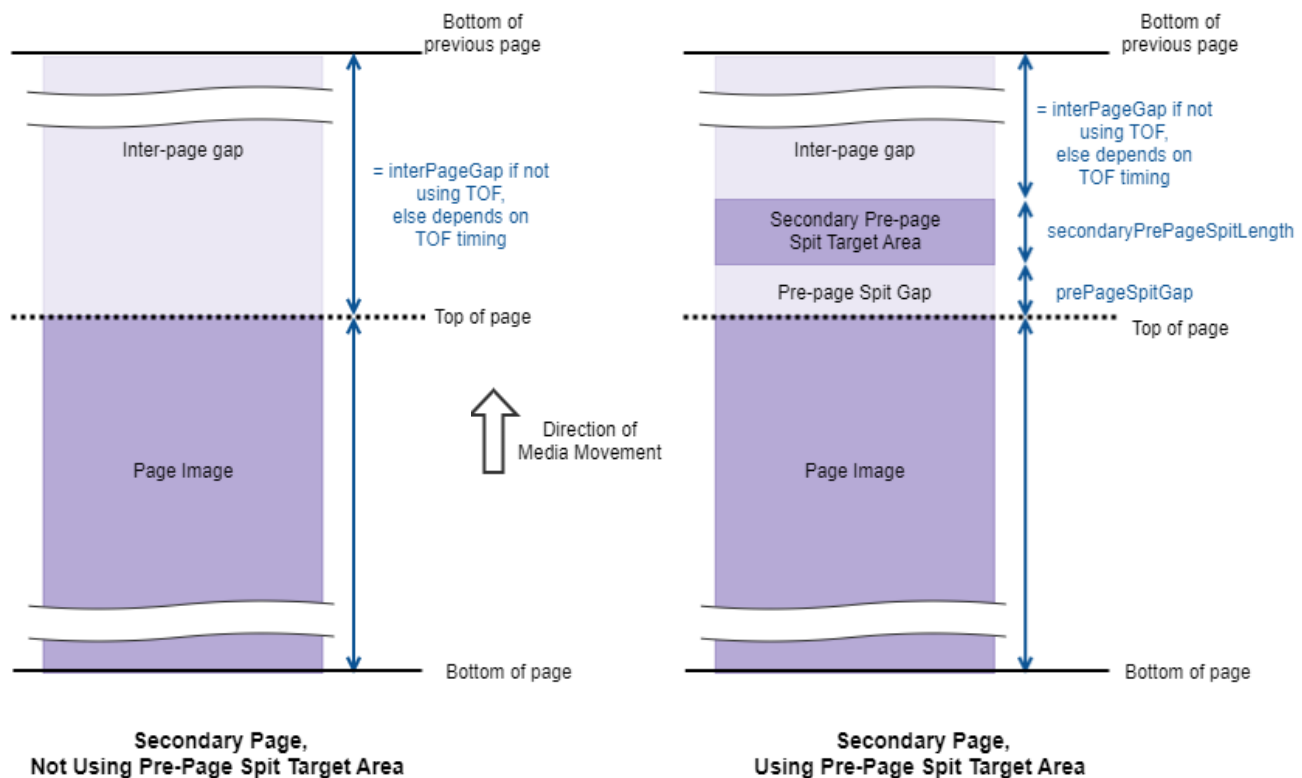 Bottom of
previous page
Inter-page gap
= interPageGap if not
using TOF,
else depends on
TOF timing
Top of page
Page Image
Bottom of page
Secondary Page,
Not Using Pre-Page Spit Target Area
Direction of
Media Movement
Bottom of
previous page
Inter-page gap
= interPageGap if not
using TOF,
else depends on
TOF timing
Secondary Pre-page
Spit Target Area
secondaryPrePageSpitLength
Pre-page Spit Gap
prePageSpitGap
Top of page
Page Image
Bottom of page
Secondary Page,
Using Pre-Page Spit Target Area